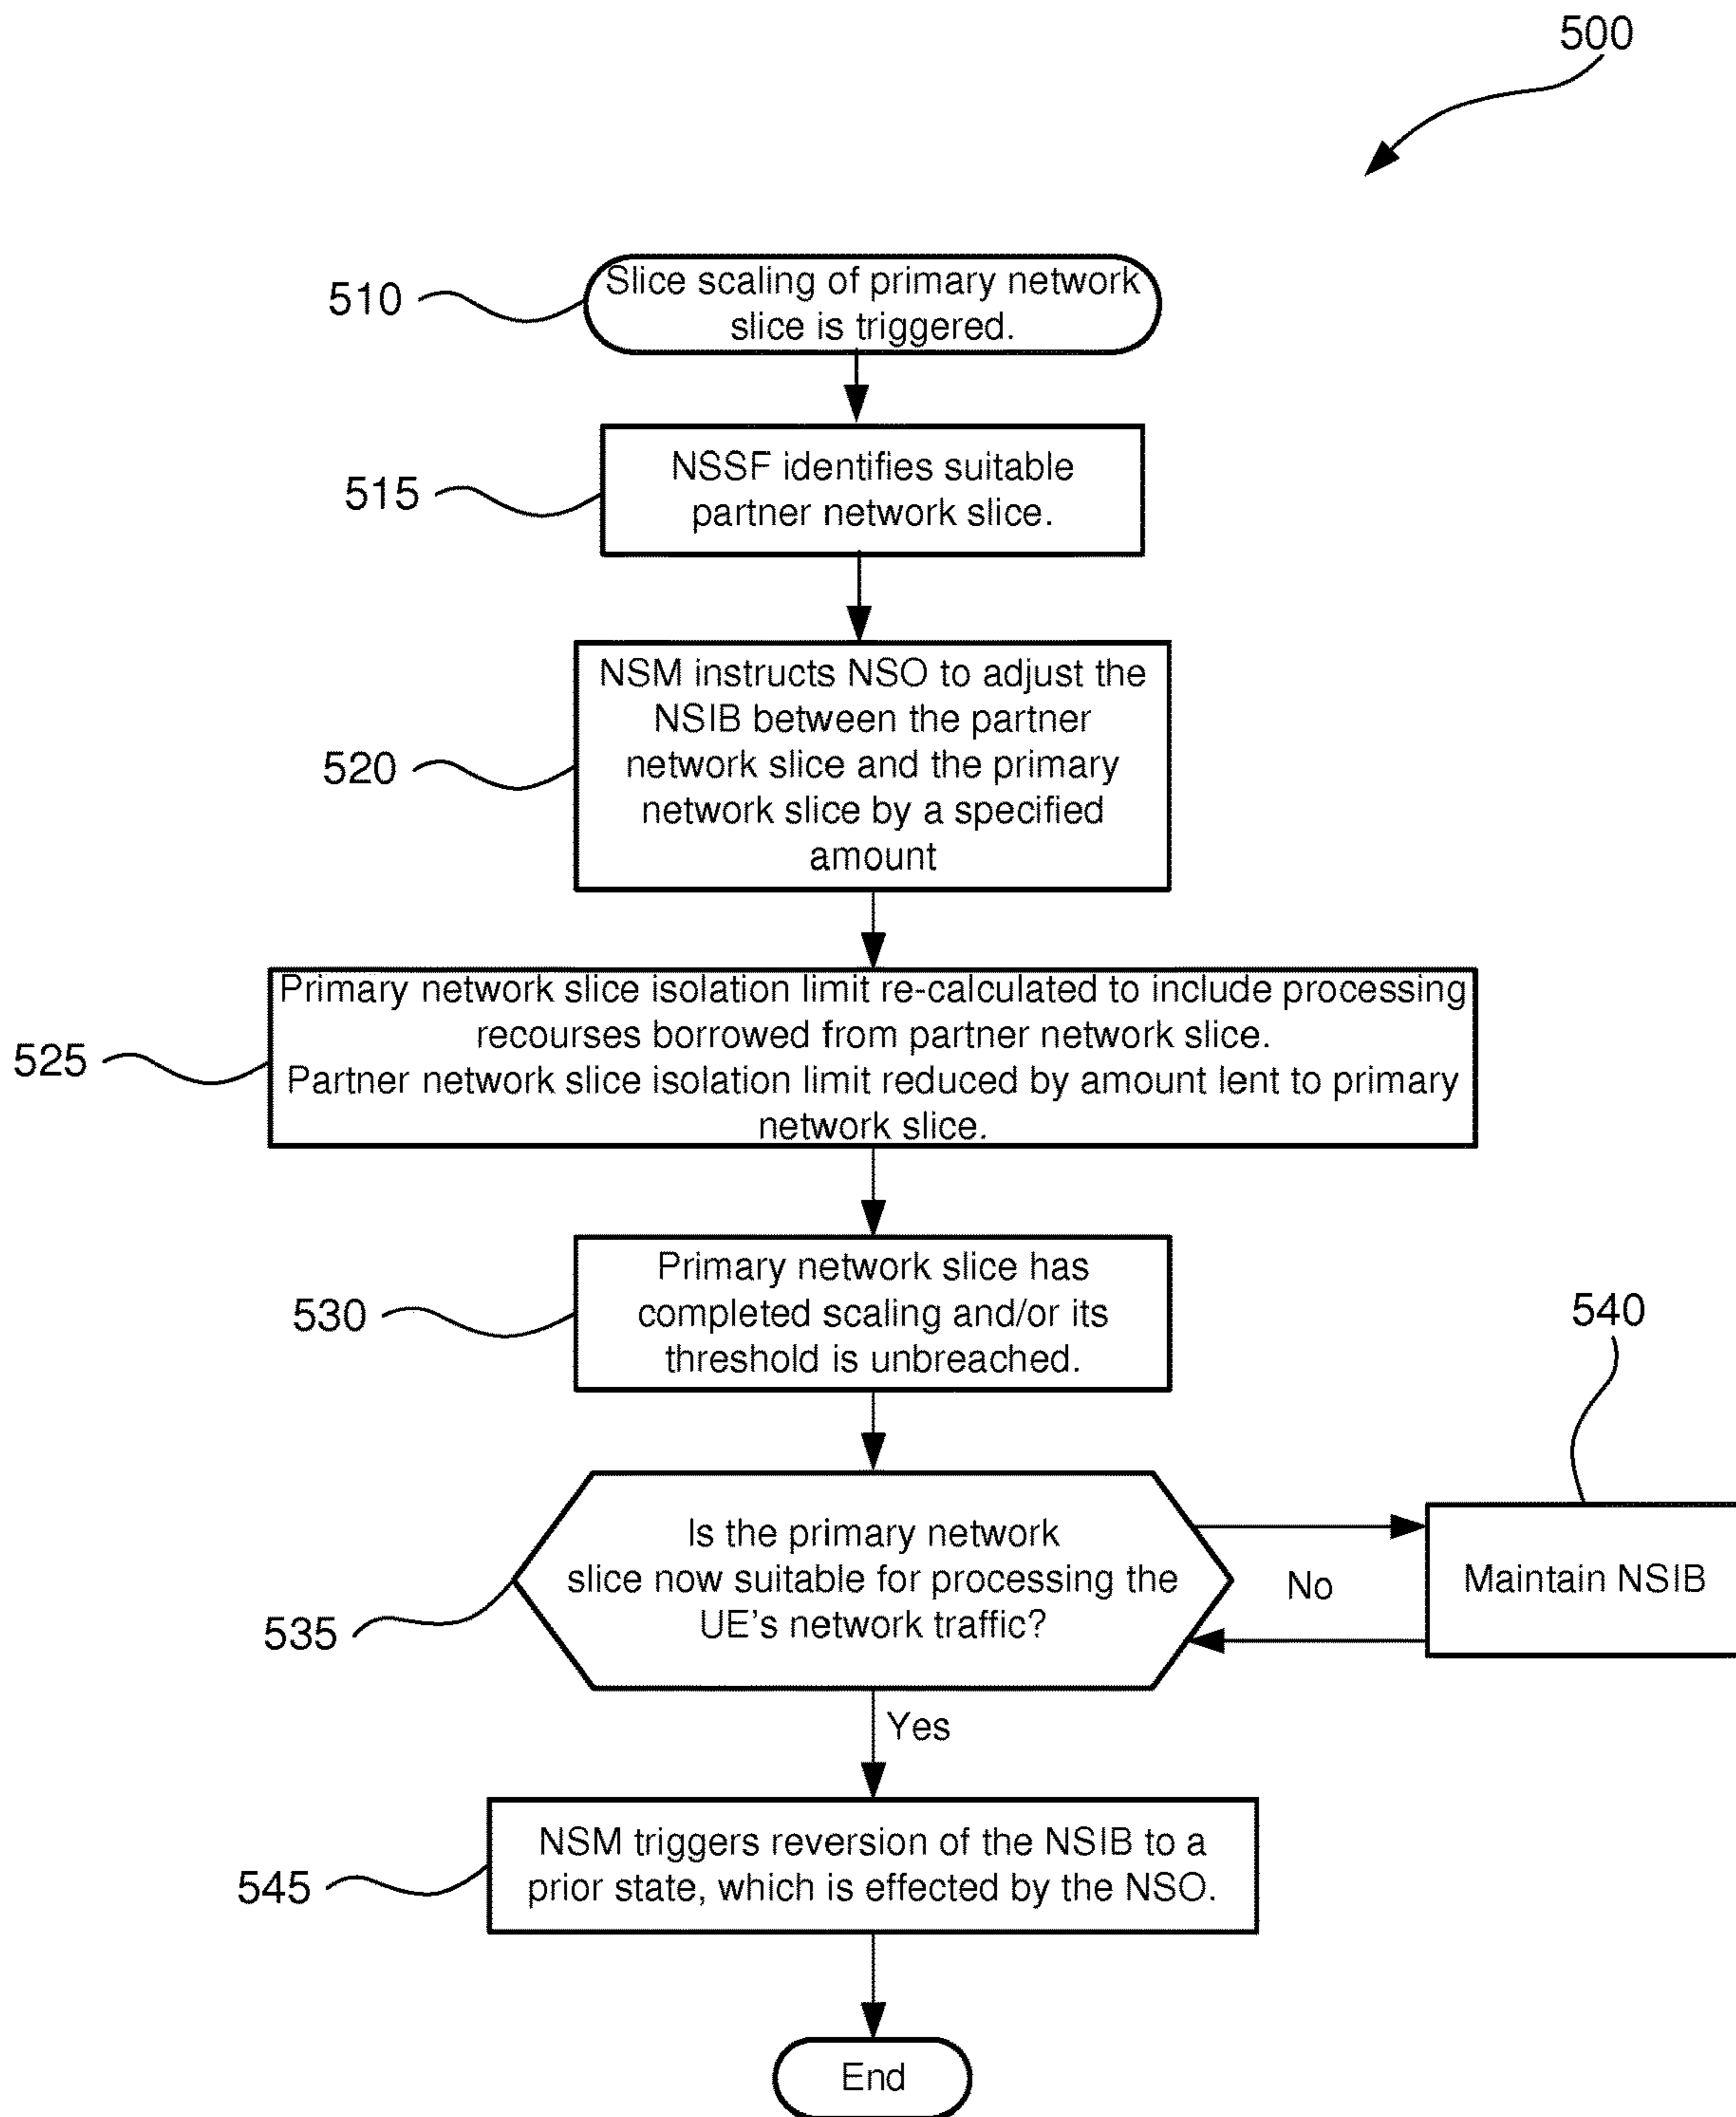 500
510
Slice scaling of primary network
slice is triggered.
515
NSSF identifies suitable
partner network slice.
520
NSM instructs NSO to adjust the
NSIB between the partner
network slice and the primary
network slice by a specified
amount
525
Primary network slice isolation limit re-calculated to include processing
recourses borrowed from partner network slice.
Partner network slice isolation limit reduced by amount lent to primary
network slice.
530
Primary network slice has
completed scaling and/or its
threshold is unbreached.
540
535
Is the primary network
slice now suitable for processing the
UE's network traffic?
No
Maintain NSIB
Yes
545
NSM triggers reversion of the NSIB to a
prior state, which is effected by the NSO.
End